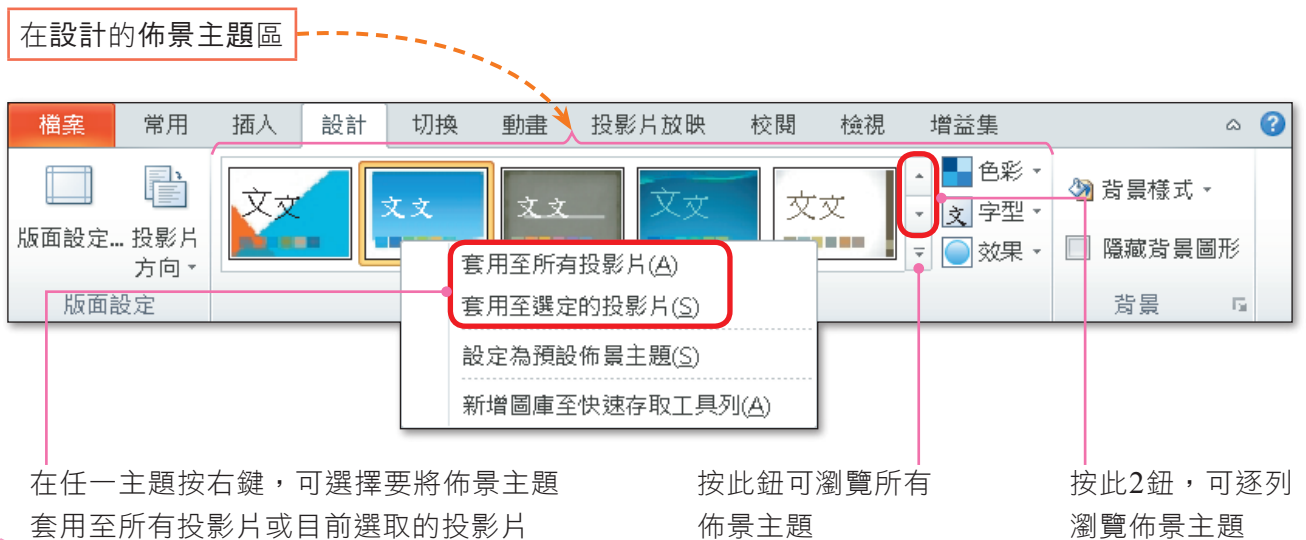 在設計的佈景主題區
檔案 常用 插入 設計 切換 動畫 投影片放映 校閱 檢視 增益集
文文 文文 文文 文文 文文
色彩
字型
效果
文
版面設定... 投影片
方向
版面設定
背景樣式
隱藏背景圖形
背景
套用至所有投影片(A)
套用至選定的投影片(S)
設定為預設佈景主題(S)
新增圖庫至快速存取工具列(A)
在任一主題按右鍵，可選擇要將佈景主題
套用至所有投影片或目前選取的投影片
按此鈕可瀏覽所有
佈景主題
按此2鈕，可逐列
瀏覽佈景主題